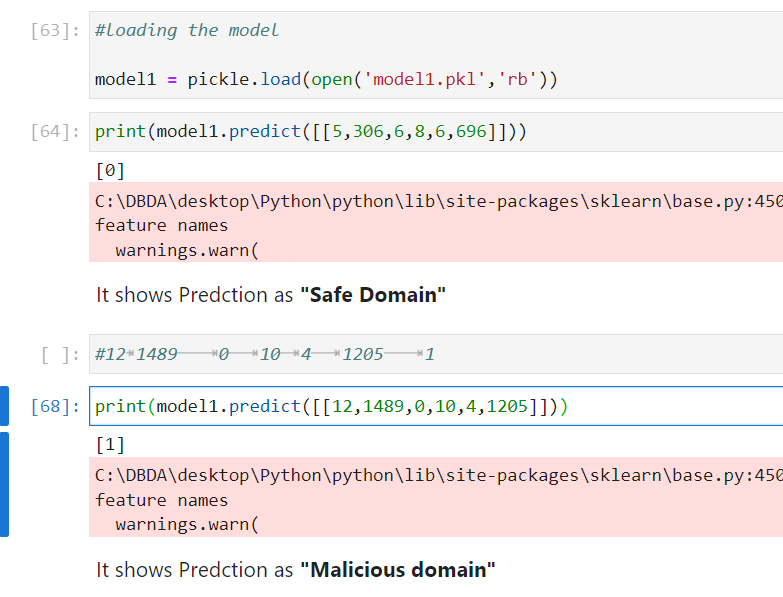 [63]: #Loading the model
model1 = pickle.load(open('model1.pkl','rb'))
[64]: print(model1.predict([[5,306,6,8,6,696]]))
[0]
C:\DBDA\desktop\Python\python\lib\site-packages\sklearn\base.py:450
feature names
warnings.warn(
It shows Predction as "Safe Domain"
[ ]: #12 1489 0 10 4 1205 1
[68]: print(model1.predict([[12,1489,0,10,4,1205]]))
[1]
C:\DBDA\desktop\Python\python\lib\site-packages\sklearn\base.py:450
feature names
warnings.warn(
It shows Predction as "Malicious domain"